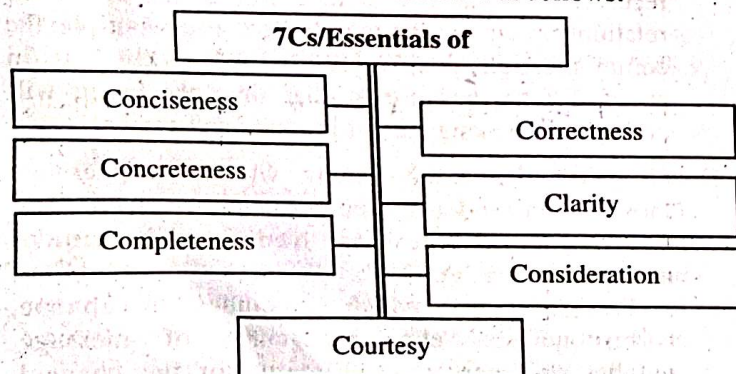 7Cs/Essentials of
Conciseness
Correctness
Concreteness
Clarity
Completeness
Consideration
Courtesy